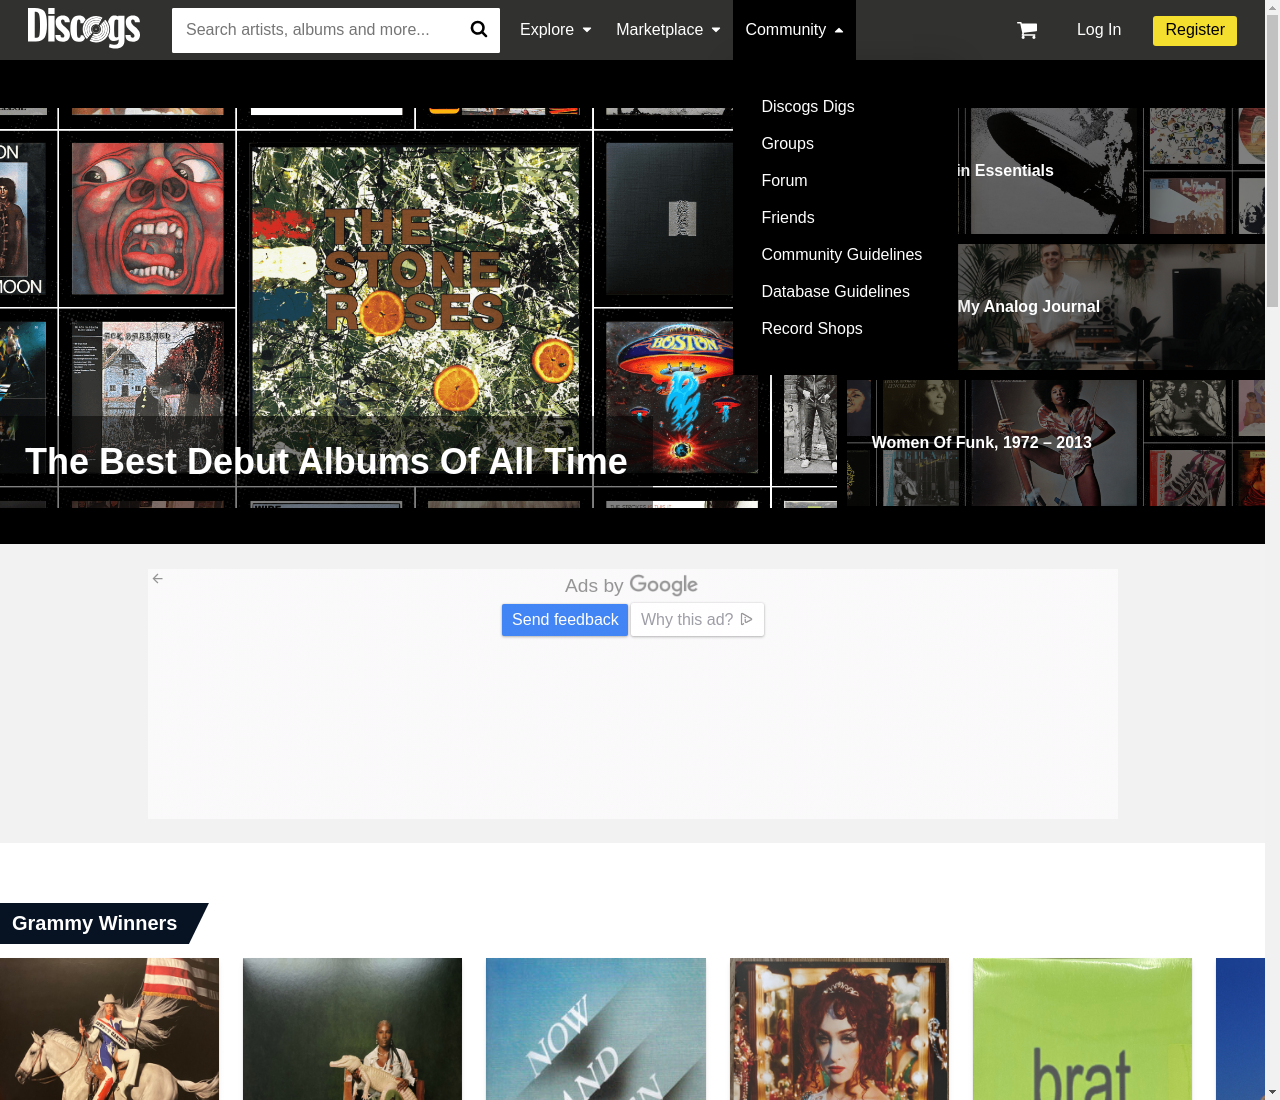 Discogs
Search artists, albums and more...
Explore
Marketplace
Community
Log In
Register
Discogs Digs
Groups
Forum
Friends
Community Guidelines
Database Guidelines
Record Shops
in Essentials
My Analog Journal
Women Of Funk, 1972 – 2013
ON
MOON
THE
STONE
ROSES
BOSTON
The Best Debut Albums Of All Time
Ads by Google
Send feedback
Why this ad?
Grammy Winners
NOW
AND
brat